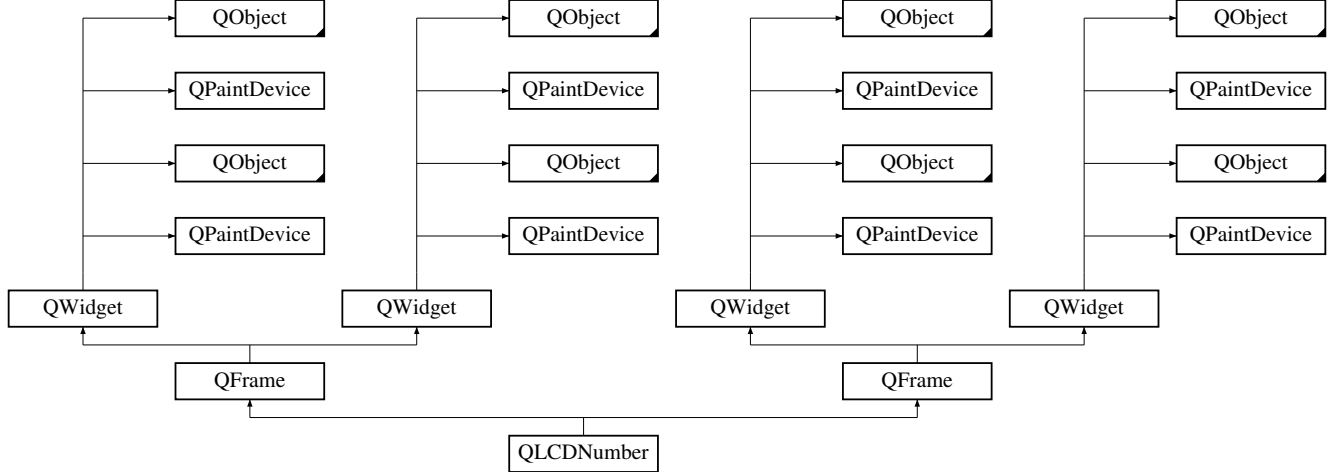 QObject QObject QObject QObject
QPaintDevice QPaintDevice QPaintDevice QPaintDevice
QObject QObject QObject QObject
QPaintDevice QPaintDevice QPaintDevice QPaintDevice
QWidget QWidget QWidget QWidget
QFrame QFrame
QLCDNumber